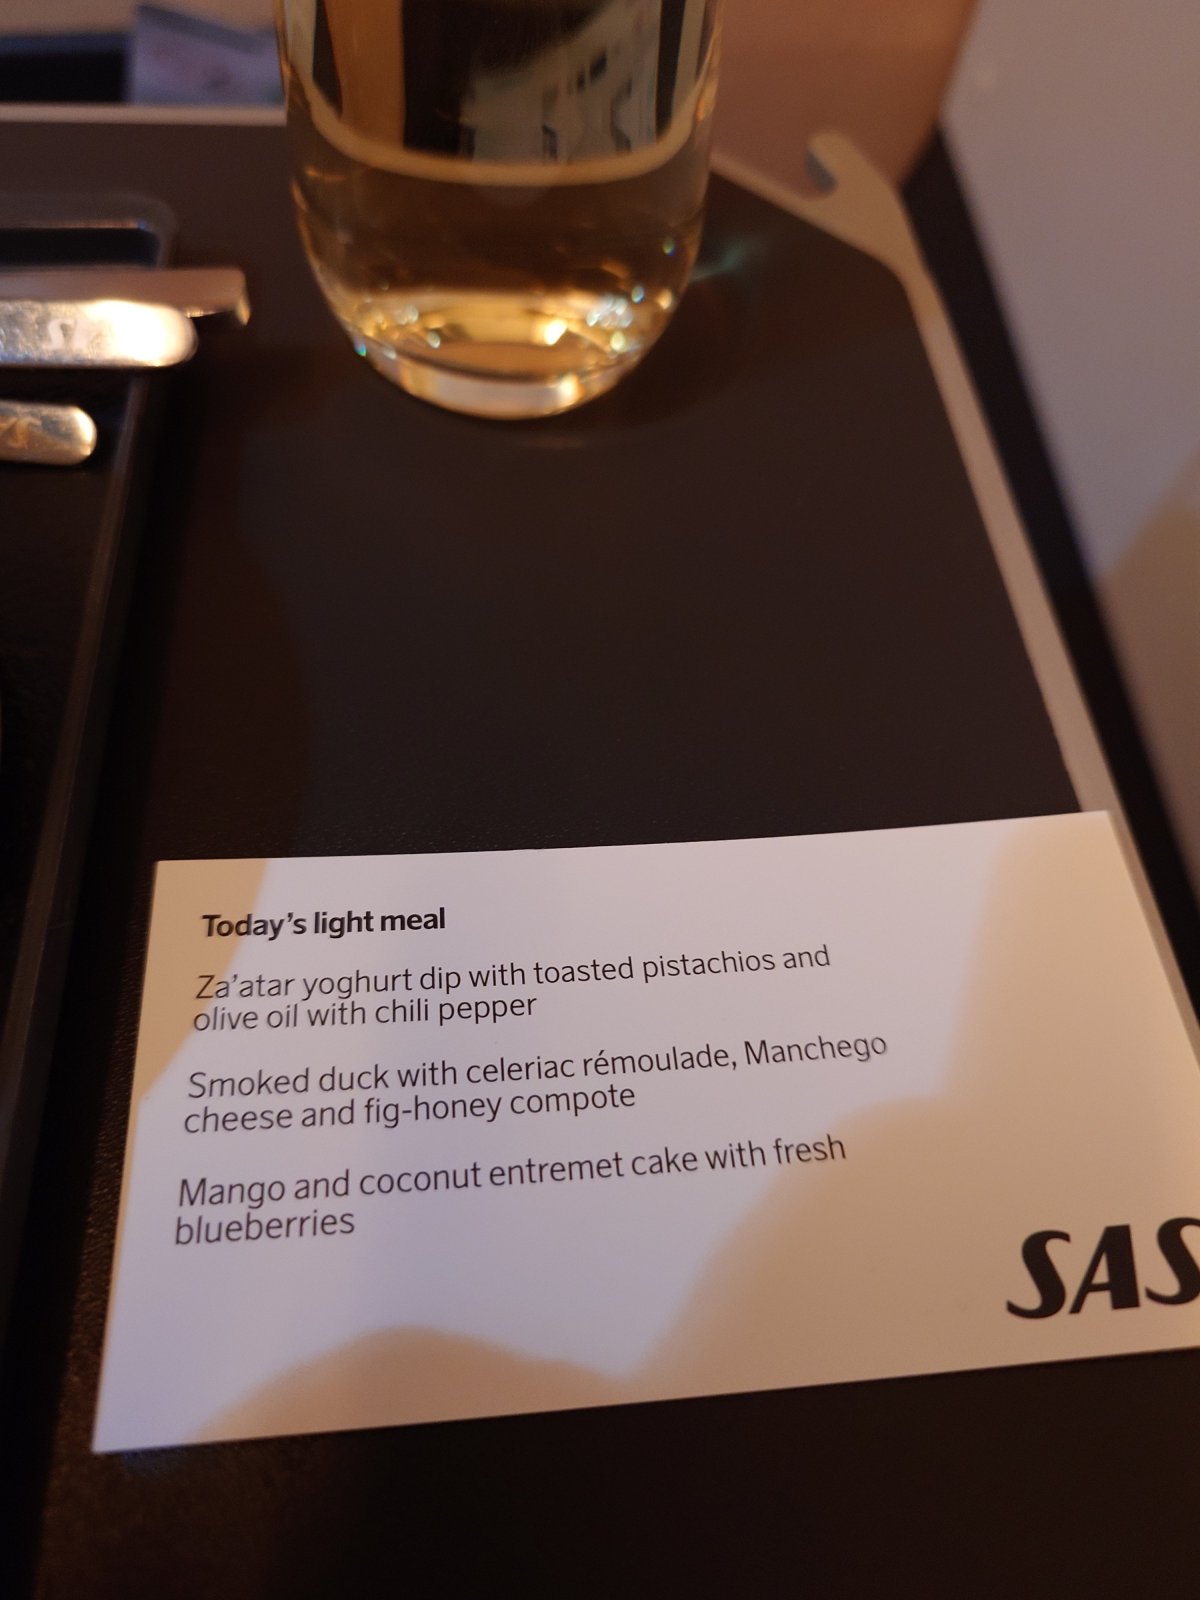 Today's light meal
Za'atar yoghurt dip with toasted pistachios and
olive oil with chili pepper
Smoked duck with celeriac rémoulade, Manchego
cheese and fig-honey compote
Mango and coconut entremet cake with fresh
blueberries
SAS